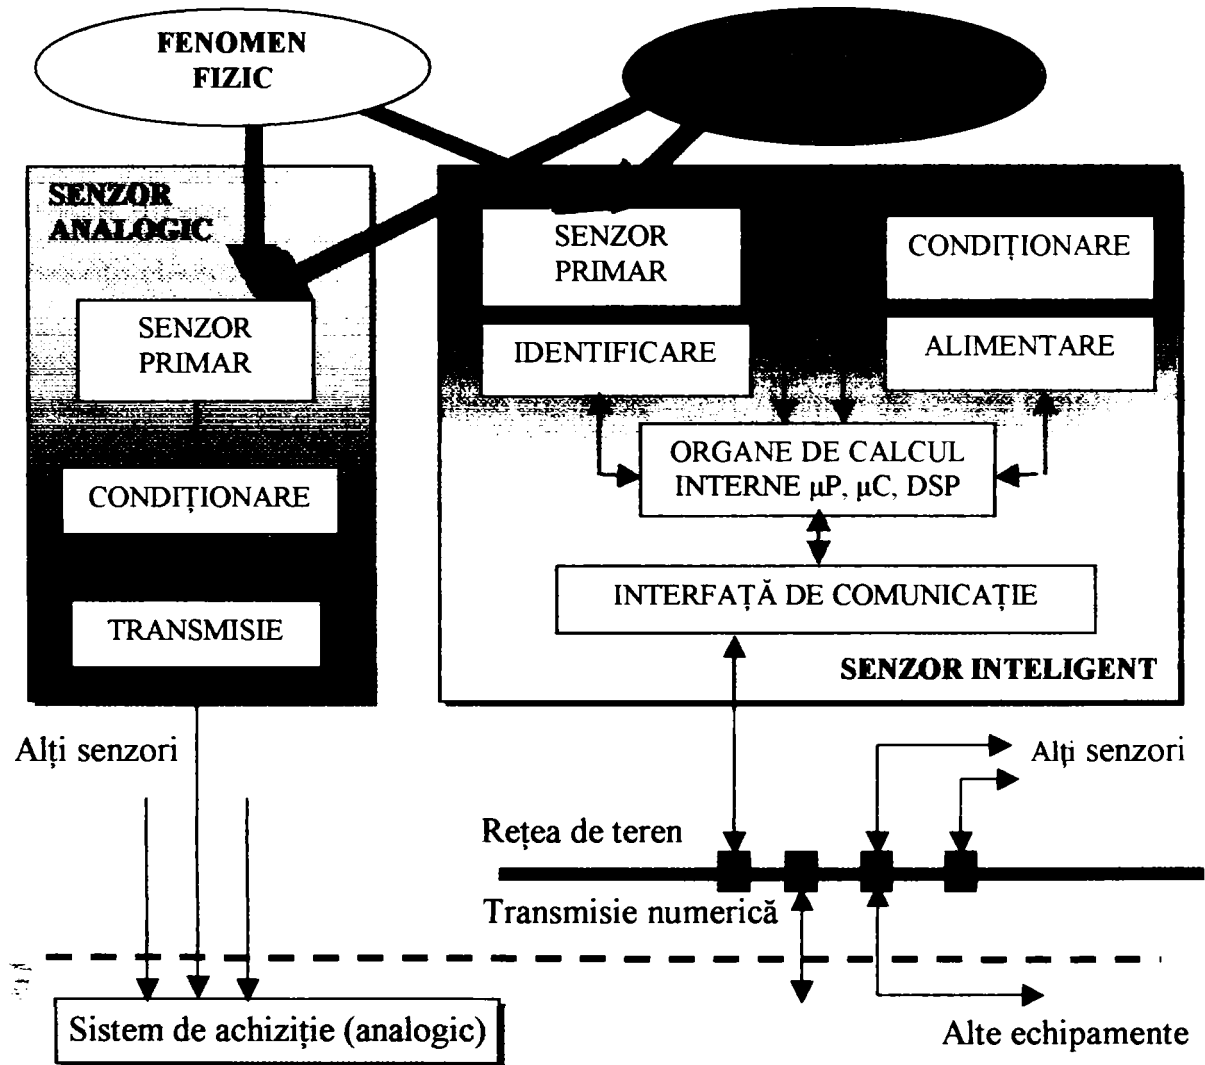 FENOMEN
FIZIC
SENZOR
ANALOGIC
SENZOR
PRIMAR
CONDIȚIONARE
TRANSMISIE
SENZOR
PRIMAR
CONDIȚIONARE
IDENTIFICARE
ALIMENTARE
ORGANE DE CALCUL
INTERNE µP, µC, DSP
INTERFAȚĂ DE COMUNICAȚIE
SENZOR INTELIGENT
Alți senzori
Alți senzori
Rețea de teren
Transmisie numerică
Sistem de achiziție (analogic)
Alte echipamente